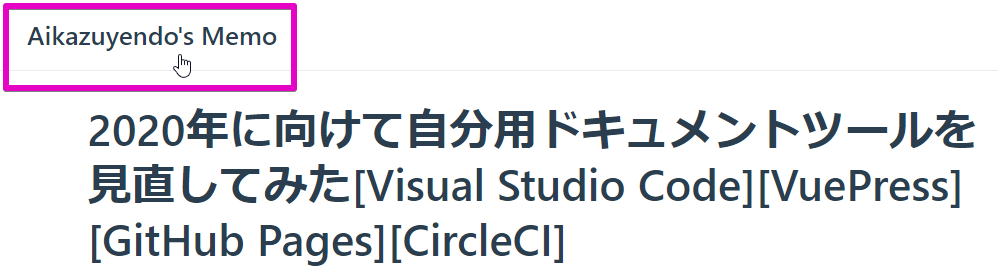 Aikazuyendo's Memo
2020年に向けて自分用ドキュメントツールを
見直してみた[Visual Studio Code][VuePress]
[GitHub Pages][CircleCI]